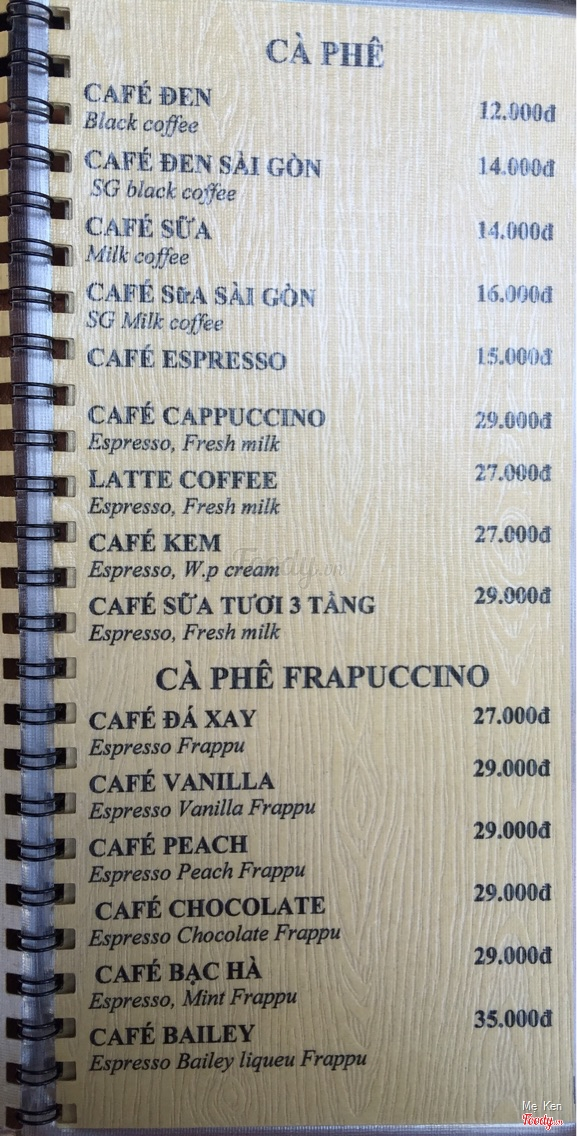 CÀ PHÊ
CAFÉ ĐEN 12.000đ
Black coffee
CAFÉ ĐEN SÀI GÒN 14.000đ
SG black coffee
CAFÉ SỮA 14.000đ
Milk coffee
CAFÉ SữA SÀI GÒN 16.000đ
SG Milk coffee
CAFÉ ESPRESSO 15.000đ
CAFÉ CAPPUCCINO 29.000đ
Espresso, Fresh milk
LATTE COFFEE 27.000đ
Espresso, Fresh milk
CAFÉ KEM 27.000đ
Espresso, W.p cream
Foody.vn
CAFÉ SỮA TƯƠI 3 TẦNG 29.000đ
Espresso, Fresh milk
CÀ PHÊ FRAPUCCINO
CAFÉ ĐÁ XAY 27.000đ
Espresso Frappu
CAFÉ VANILLA 29.000đ
Espresso Vanilla Frappu
CAFÉ PEACH 29.000đ
Espresso Peach Frappu
CAFÉ CHOCOLATE 29.000đ
Espresso Chocolate Frappu
CAFÉ BẠC HÀ 29.000đ
Espresso, Mint Frappu
CAFÉ BAILEY 35.000đ
Espresso Bailey liqueu Frappu
Mẹ Ken
Foody.vn